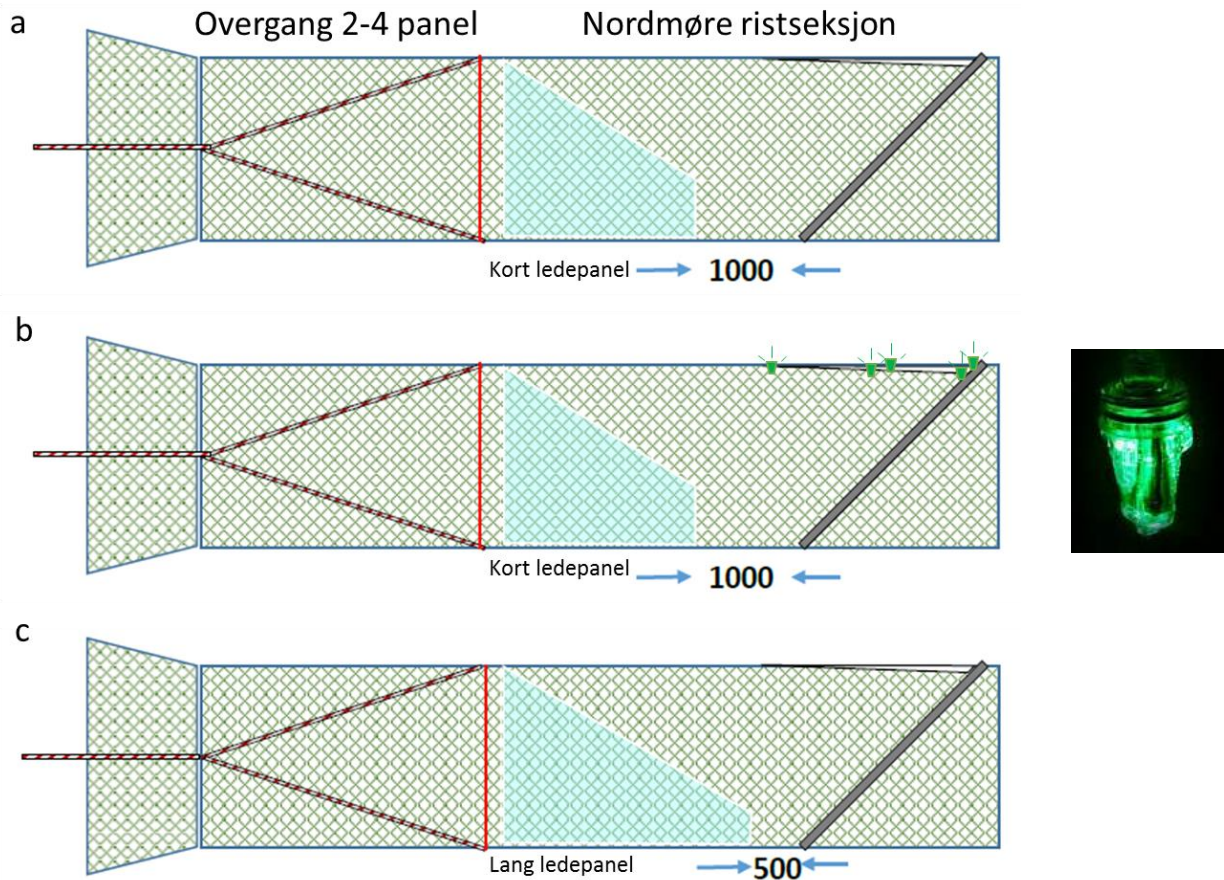 a
Overgang 2-4 panel
Nordmøre ristseksjon
Kort ledepanel
1000
b
Kort ledepanel
1000
c
Lang ledepanel
500